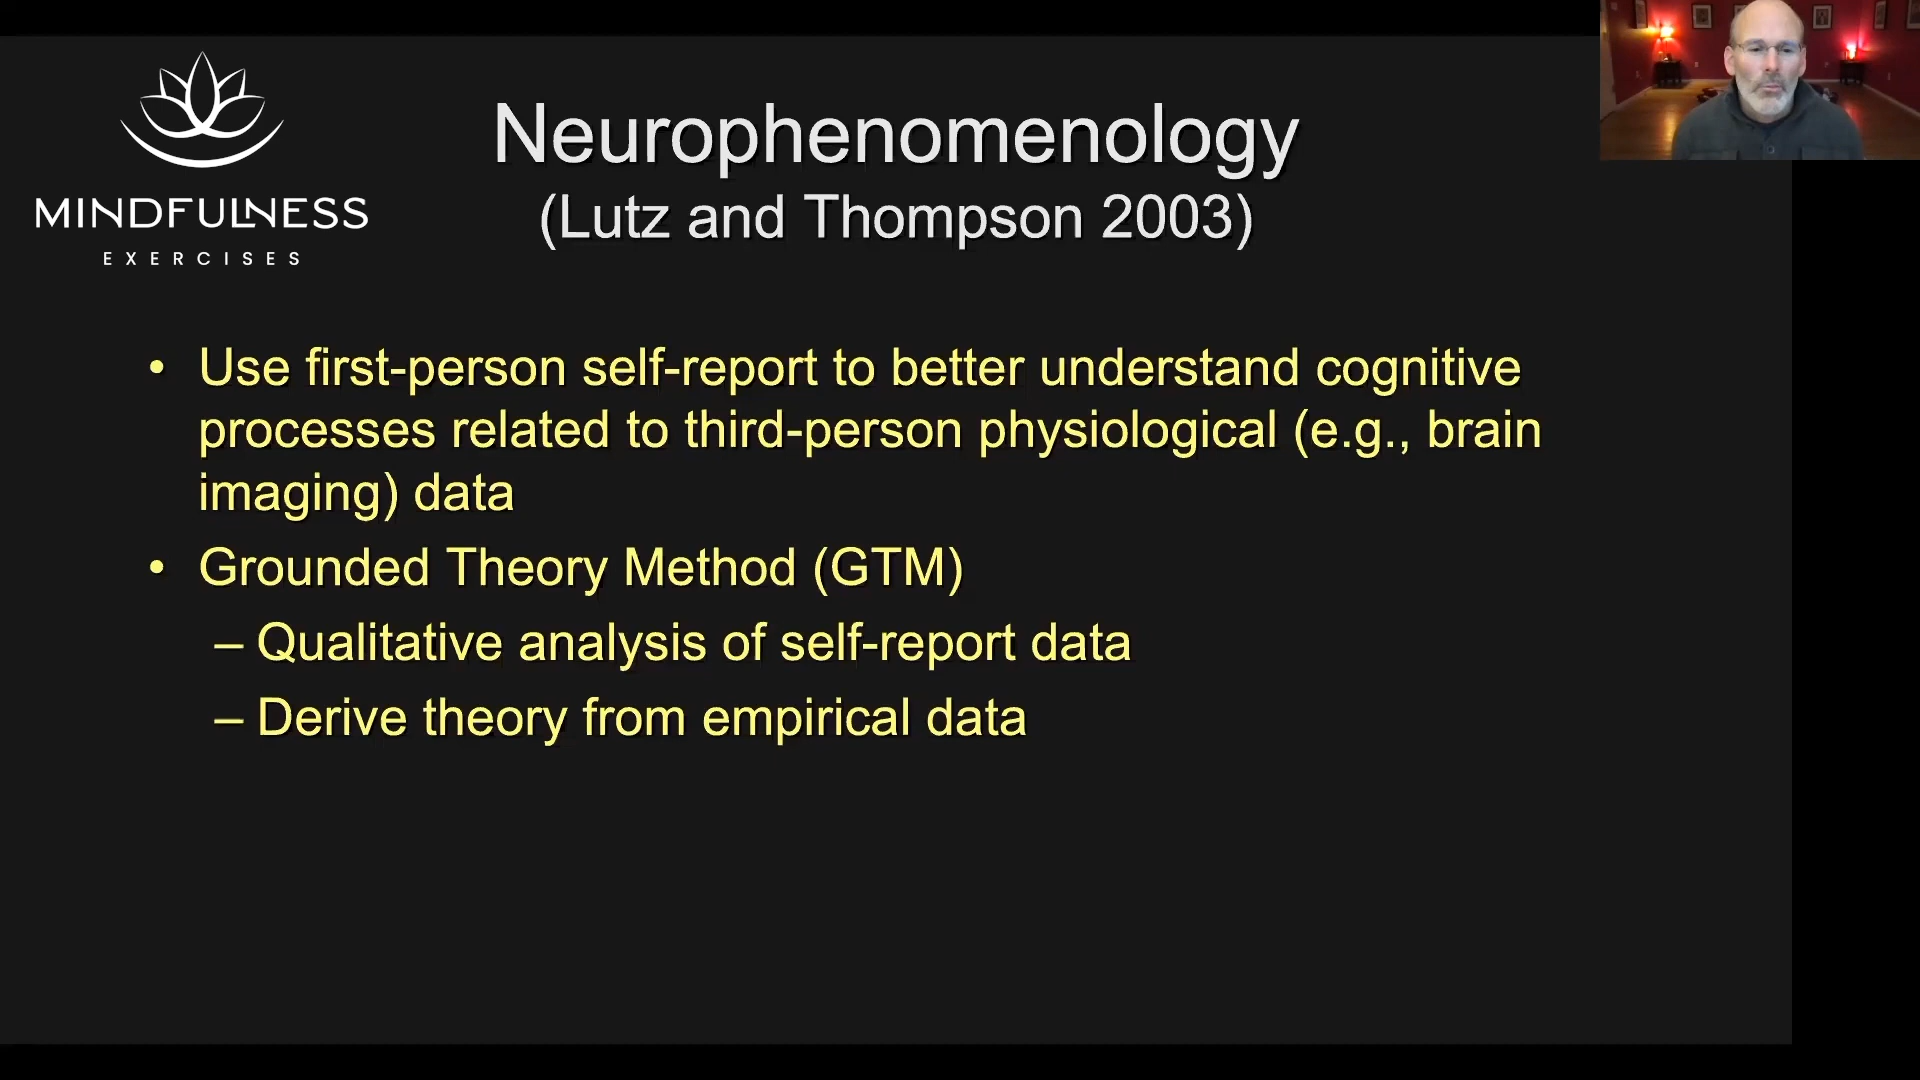 MINDFULNESS
EXERCISES
Neurophenomenology
(Lutz and Thompson 2003)
• Use first-person self-report to better understand cognitive
processes related to third-person physiological (e.g., brain
imaging) data
• Grounded Theory Method (GTM)
– Qualitative analysis of self-report data
– Derive theory from empirical data